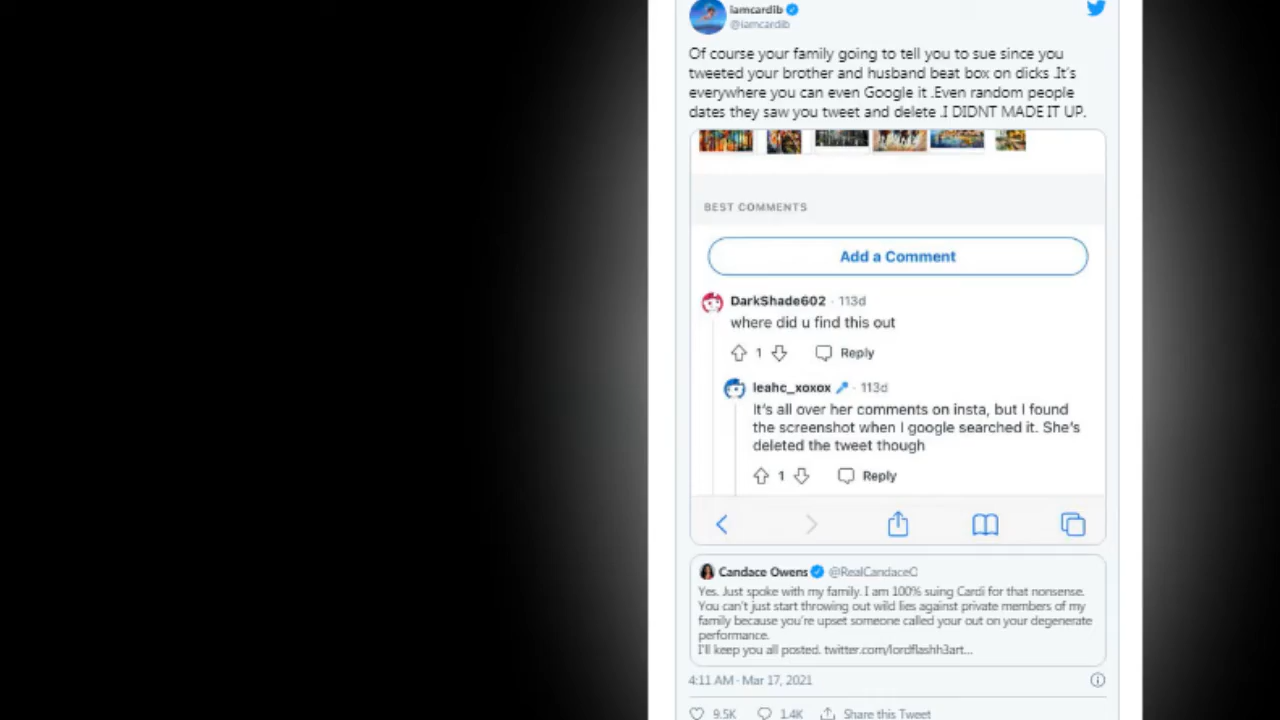 iamcardib
@iamcardib
Of course your family going to tell you to sue since you
tweeted your brother and husband beat box on dicks .It's
everywhere you can even Google it .Even random people
dates they saw you tweet and delete .I DIDNT MADE IT UP.
BEST COMMENTS
Add a Comment
DarkShade602 · 113d
where did u find this out
1 Reply
leahc_xoxox · 113d
It's all over her comments on insta, but I found
the screenshot when I google searched it. She's
deleted the tweet though
1 Reply
Candace Owens @RealCandaceO
Yes. Just spoke with my family. I am 100% suing Cardi for that nonsense.
You can't just start throwing out wild lies against private members of my
family because you're upset someone called your out on your degenerate
performance.
I'll keep you all posted. twitter.com/lordflashh3art...
4:11 AM · Mar 17, 2021
9.5K 1.4K Share this Tweet